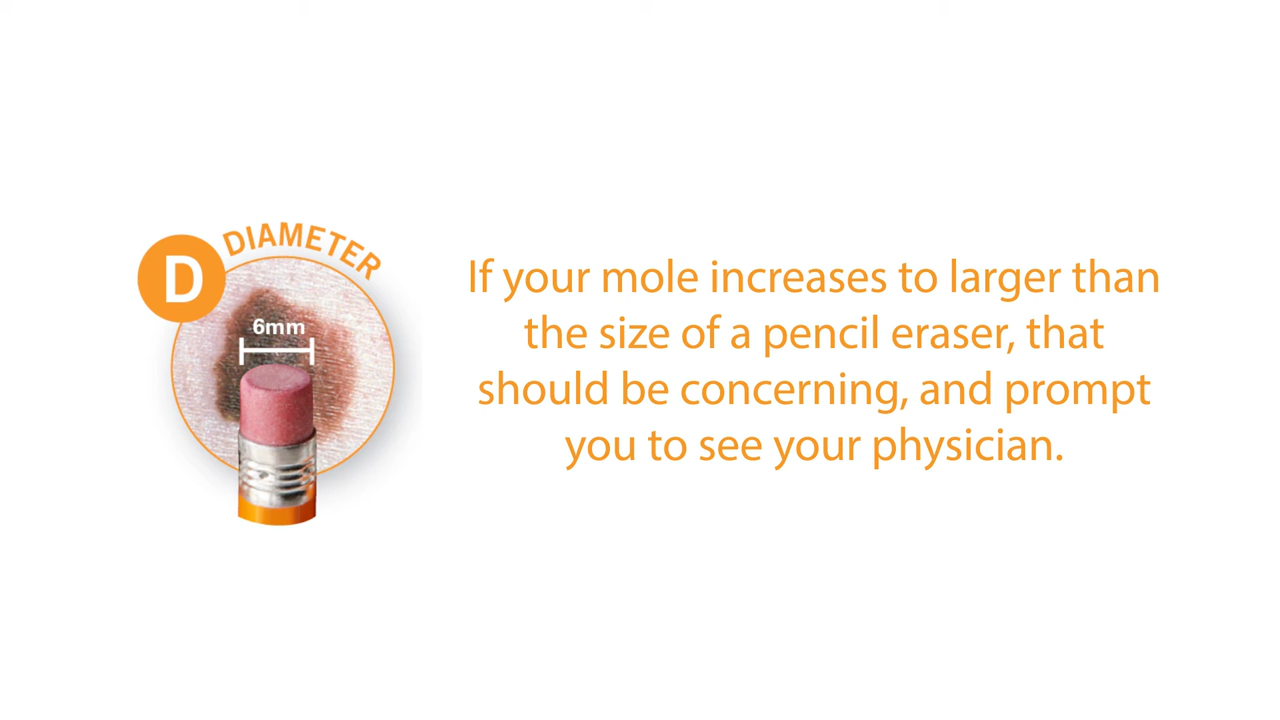 D
DIAMETER
6mm
If your mole increases to larger than
the size of a pencil eraser, that
should be concerning, and prompt
you to see your physician.